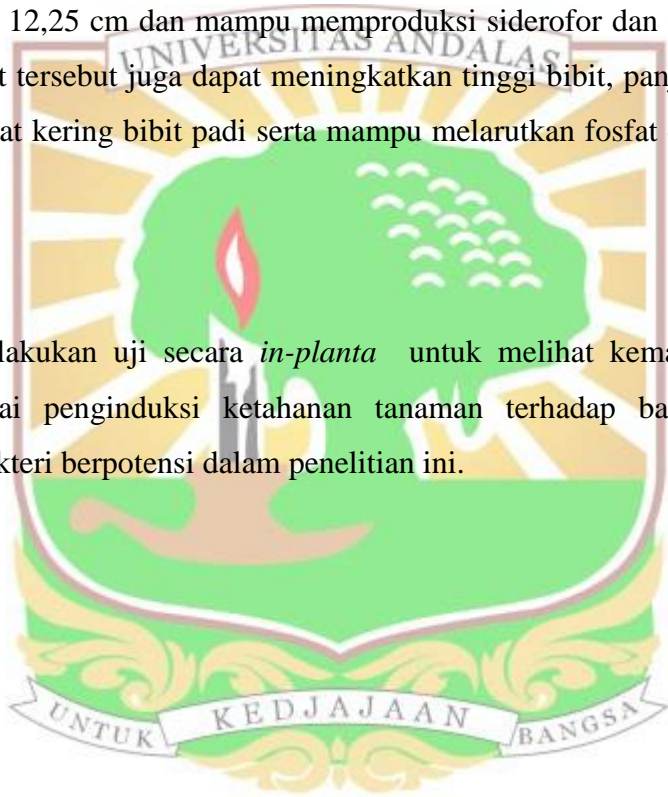 12,25 cm dan mampu memproduksi siderofor dan
UNIVERSITAS ANDALAS
t tersebut juga dapat meningkatkan tinggi bibit, panj
at kering bibit padi serta mampu melarutkan fosfat
lakukan uji secara in-planta untuk melihat kema
ai penginduksi ketahanan tanaman terhadap ba
kteri berpotensi dalam penelitian ini.
UNTUK KEDJAJAAN BANGSA